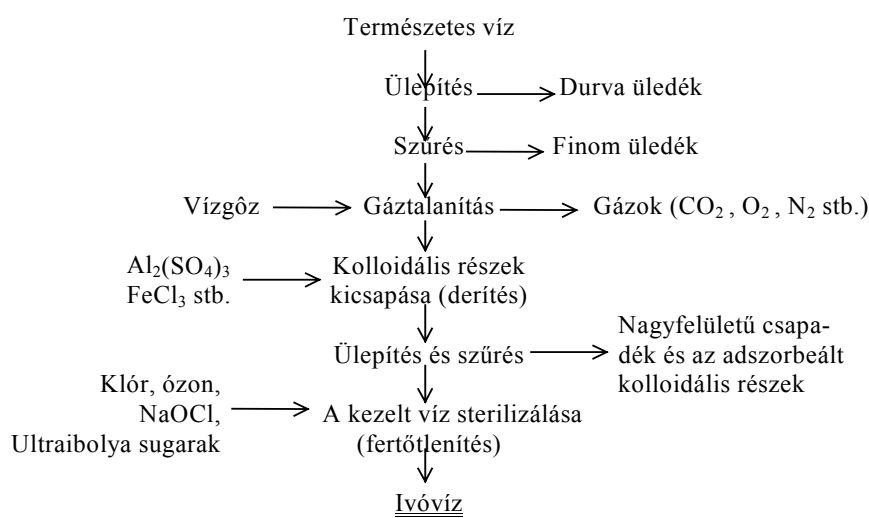 Természetes víz
Ülepítés
Durva üledék
Szűrés
Finom üledék
Vízgôz
Gáztalanítás
Gázok (CO₂ , O₂ , N₂ stb.)
Al₂(SO₄)₃
FeCl₃ stb.
Kolloidális részek
kicsapása (derítés)
Ülepítés és szűrés
Nagyfelületű csapa-
dék és az adszorbeált
kolloidális részek
Klór, ózon,
NaOCl,
Ultraibolya sugarak
A kezelt víz sterilizálása
(fertőtlenítés)
Ivóvíz